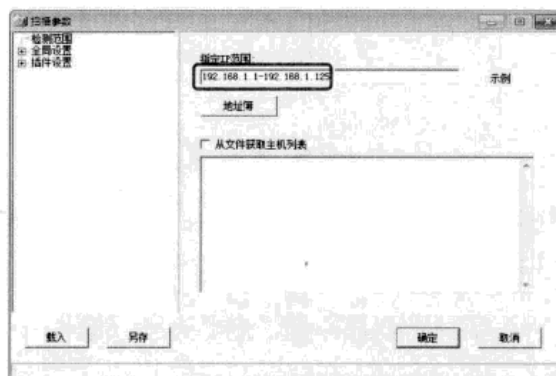 扫描参数
检测范围
全局设置
插件设置
指定IP范围:
192.168.1.1-192.168.1.125
示例
地址簿
从文件获取主机列表
载入
另存
确定
取消